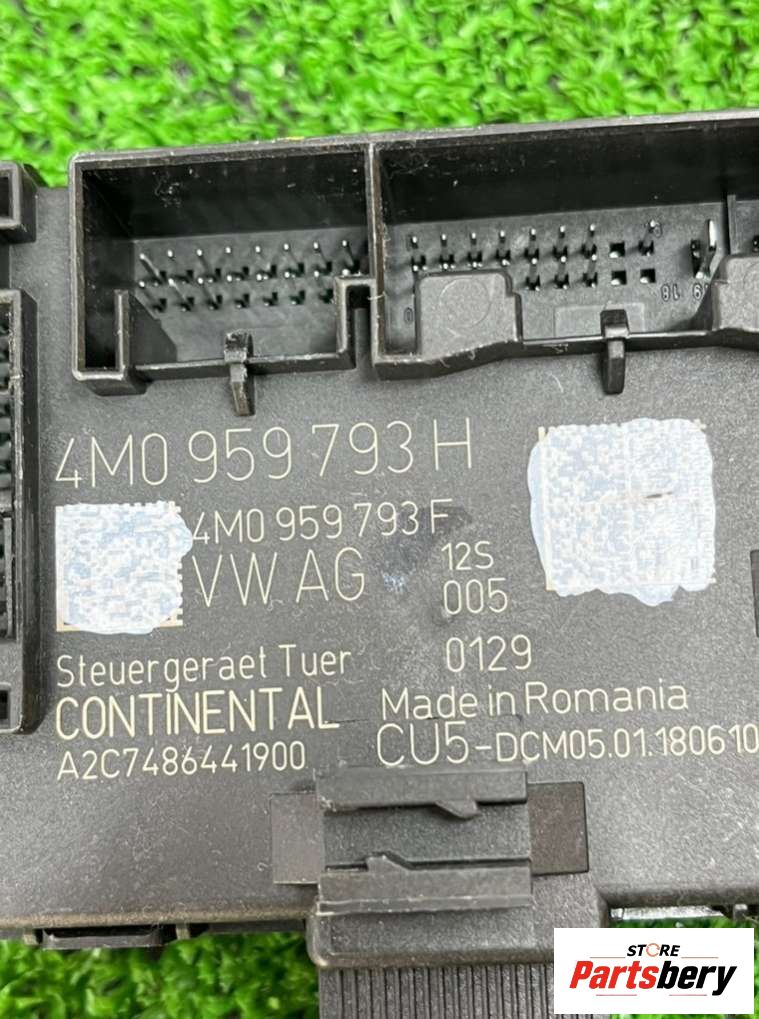 4M0 959 793 H
4M0 959 793 F
VW AG
12S
005
Steuergeraet Tuer
0129
CONTINENTAL
Made in Romania
A2C7486441900
CU5-DCM05.01.180610
STORE
Partsbery